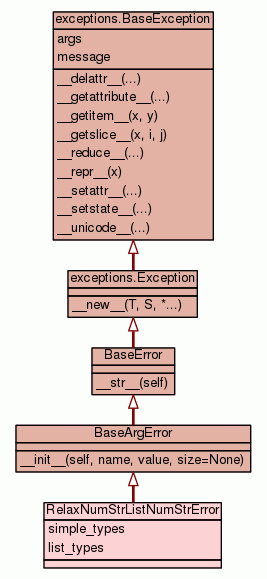 exceptions.BaseException
args
message
__delattr__(...)
__getattribute__(...)
__getitem__(x, y)
__getslice__(x, i, j)
__reduce__(...)
__repr__(x)
__setattr__(...)
__setstate__(...)
__unicode__(...)
exceptions.Exception
__new__(T, S, *...)
BaseError
__str__(self)
BaseArgError
__init__(self, name, value, size=None)
RelaxNumStrListNumStrError
simple_types
list_types